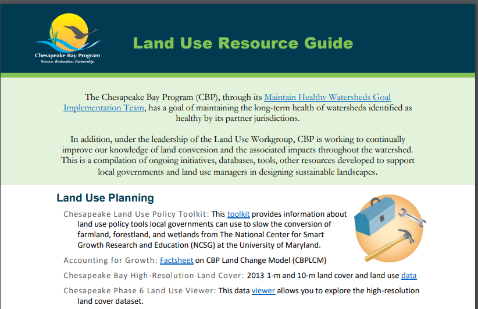 Chesapeake Bay Program
Science. Restoration. Partnership.
Land Use Resource Guide
The Chesapeake Bay Program (CBP), through its Maintain Healthy Watersheds Goal
Implementation Team, has a goal of maintaining the long-term health of watersheds identified as
healthy by its partner jurisdictions.
In addition, under the leadership of the Land Use Workgroup, CBP is working to continually
improve our knowledge of land conversion and the associated impacts throughout the watershed.
This is a compilation of ongoing initiatives, databases, tools, other resources developed to support
local governments and land use managers in designing sustainable landscapes.
Land Use Planning
Chesapeake Land Use Policy Toolkit: This toolkit provides information about
land use policy tools local governments can use to slow the conversion of
farmland, forestland, and wetlands from The National Center for Smart
Growth Research and Education (NCSG) at the University of Maryland.
Accounting for Growth: Factsheet on CBP Land Change Model (CBPLCM)
Chesapeake Bay High-Resolution Land Cover: 2013 1-m and 10-m land cover and land use data
Chesapeake Phase 6 Land Use Viewer: This data viewer allows you to explore the high-resolution
land cover dataset.